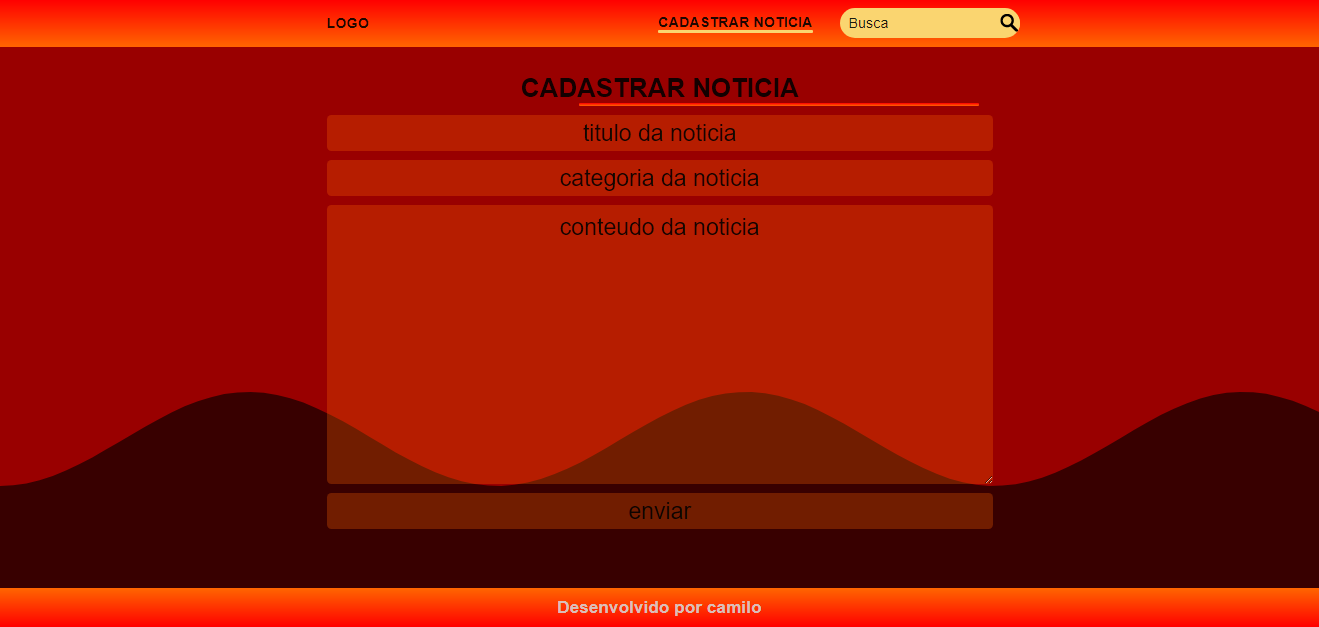 LOGO
CADASTRAR NOTICIA
Busca
CADASTRAR NOTICIA
titulo da noticia
categoria da noticia
conteudo da noticia
enviar
Desenvolvido por camilo